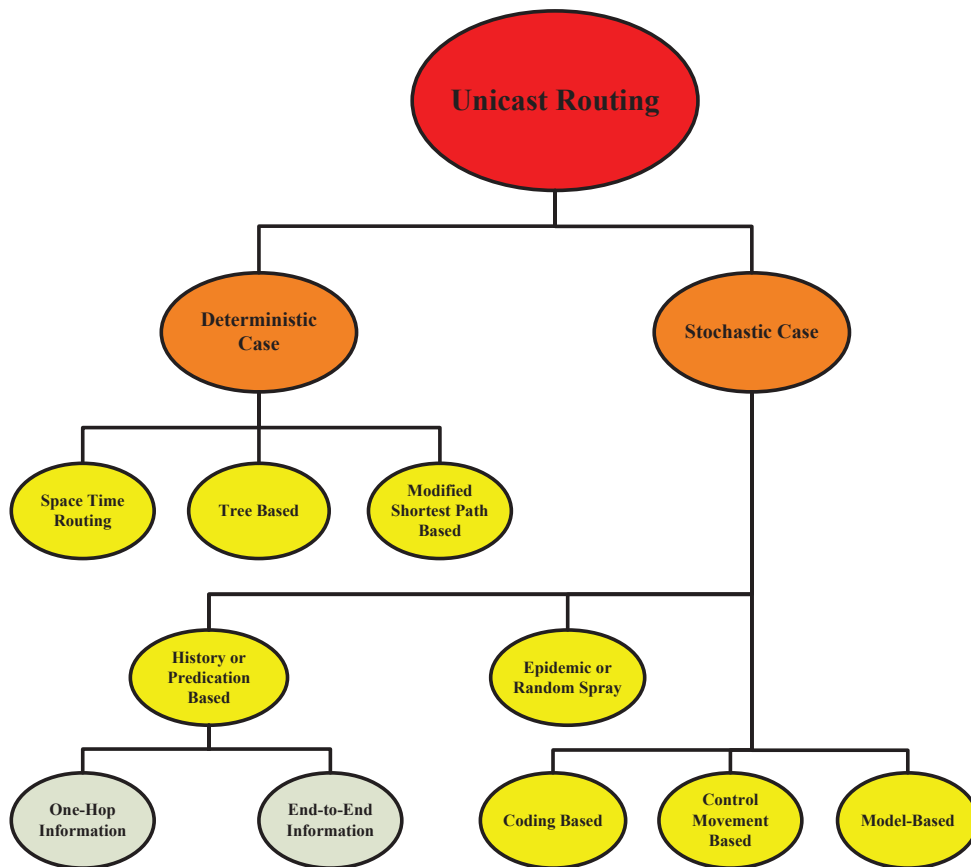 Unicast Routing
Deterministic
Case
Stochastic Case
Space Time
Routing
Tree Based
Modified
Shortest Path
Based
History or
Predication
Based
Epidemic or
Random Spray
One-Hop
Information
End-to-End
Information
Coding Based
Control
Movement
Based
Model-Based